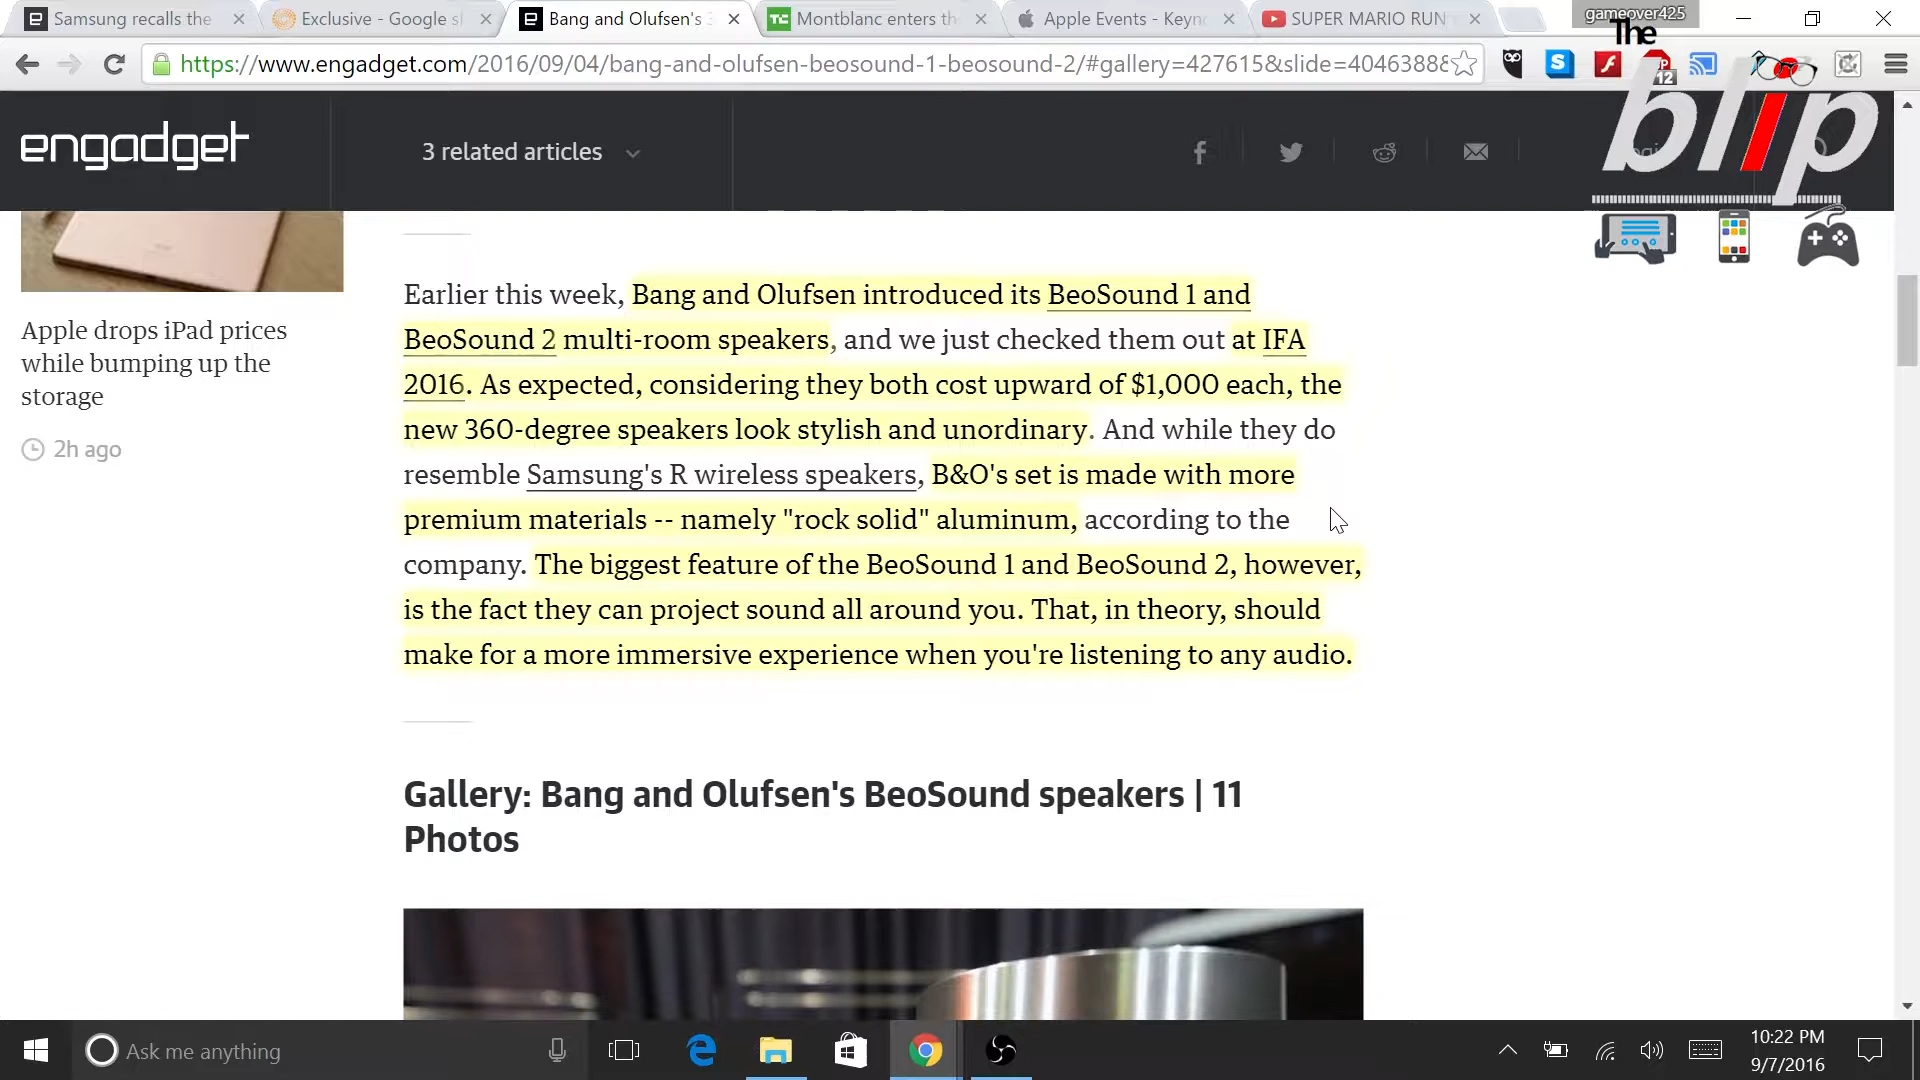 Samsung recalls the
Exclusive - Google sl
Bang and Olufsen's 3
Montblanc enters th
Apple Events - Keyno
SUPER MARIO RUN
gameover425
The
blip
https://www.engadget.com/2016/09/04/bang-and-olufsen-beosound-1-beosound-2/#gallery=427615&slide=4046388
12
engadget
3 related articles
Apple drops iPad prices
while bumping up the
storage
2h ago
Earlier this week, Bang and Olufsen introduced its BeoSound 1 and
BeoSound 2 multi-room speakers, and we just checked them out at IFA
2016. As expected, considering they both cost upward of $1,000 each, the
new 360-degree speakers look stylish and unordinary. And while they do
resemble Samsung's R wireless speakers, B&O's set is made with more
premium materials -- namely "rock solid" aluminum, according to the
company. The biggest feature of the BeoSound 1 and BeoSound 2, however,
is the fact they can project sound all around you. That, in theory, should
make for a more immersive experience when you're listening to any audio.
Gallery: Bang and Olufsen's BeoSound speakers | 11
Photos
Ask me anything
10:22 PM
9/7/2016